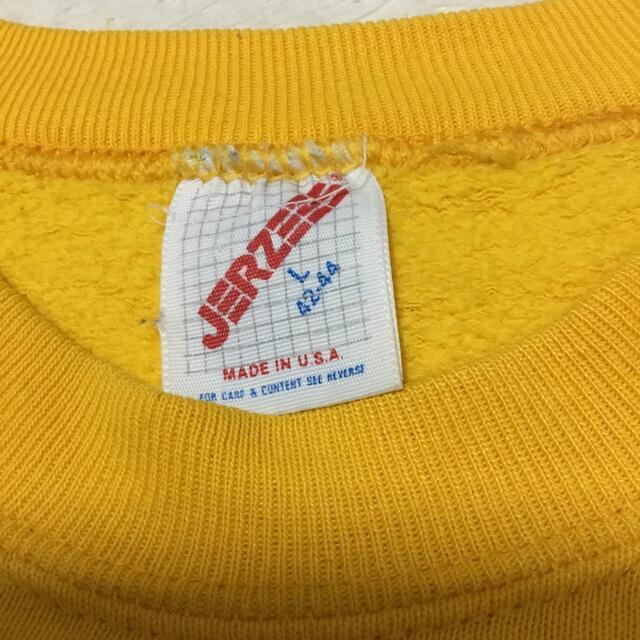 JERZEES
L
42-44
MADE IN U.S.A.
FOR CARE & CONTENT SEE REVERSE